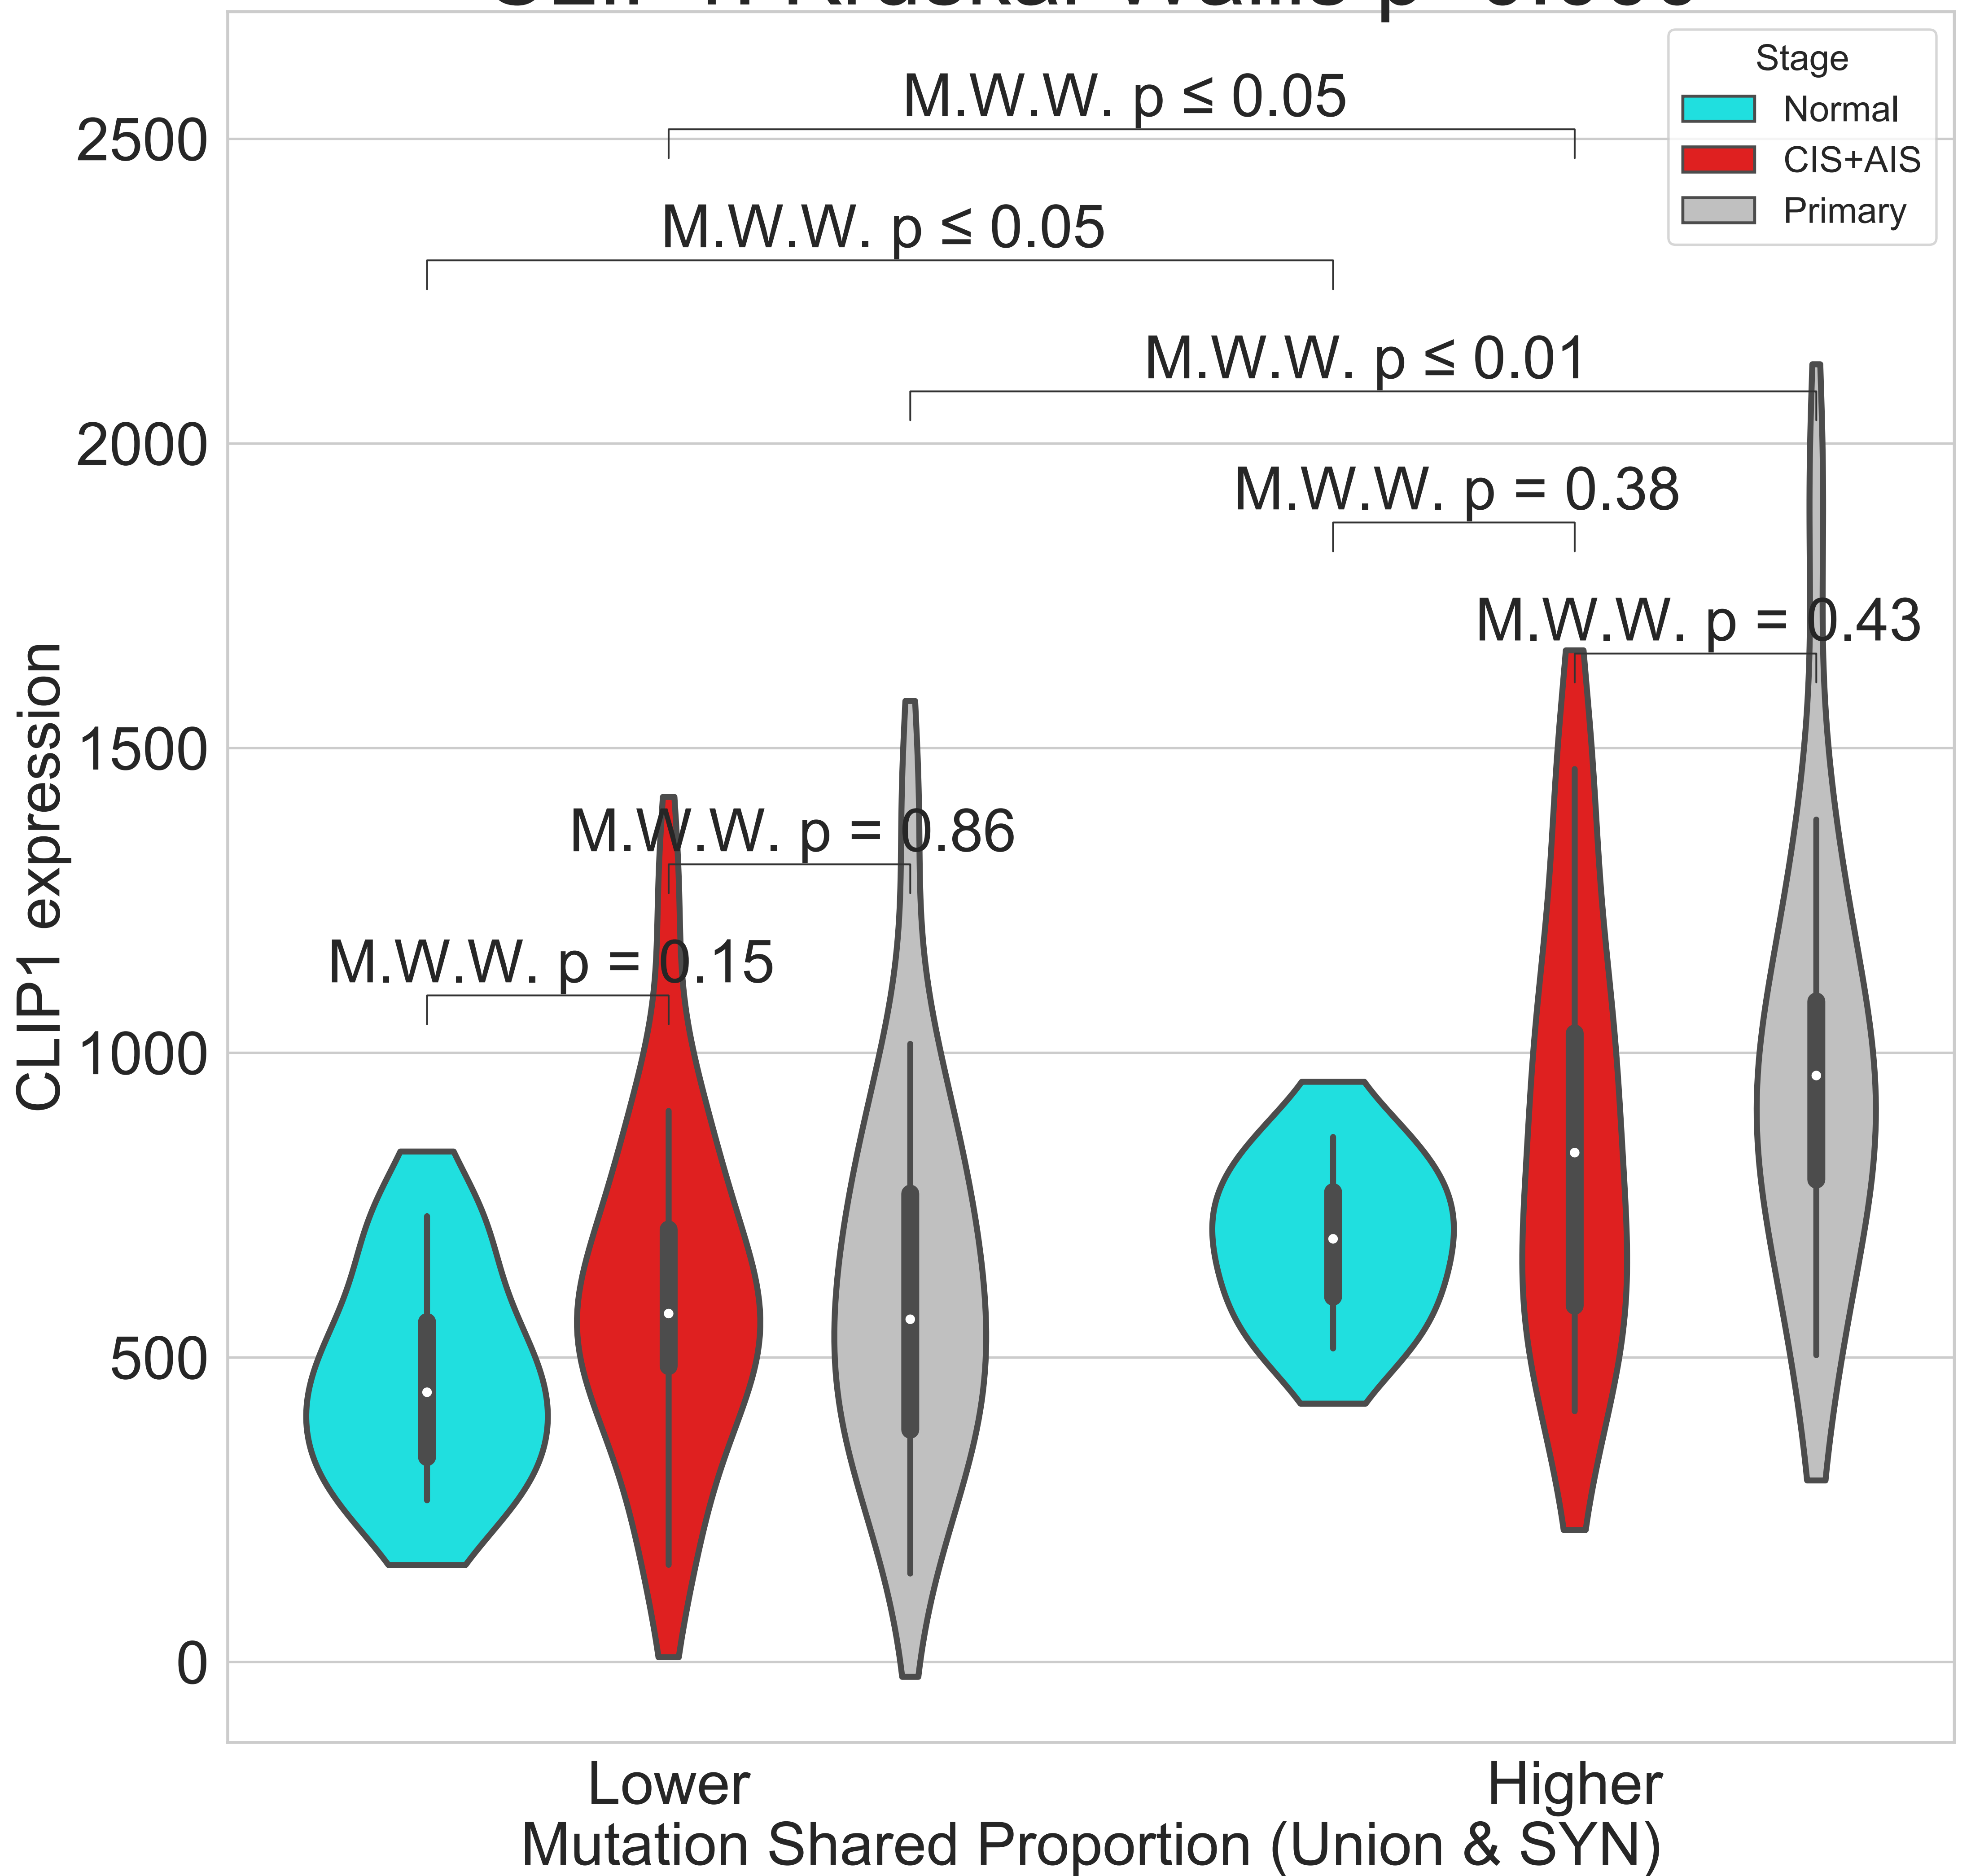 Stage
Normal
CIS+AIS
Primary
M.W.W. p ≤ 0.05
M.W.W. p ≤ 0.05
M.W.W. p ≤ 0.01
M.W.W. p = 0.38
M.W.W. p = 0.43
M.W.W. p = 0.86
M.W.W. p = 0.15
2500
2000
1500
1000
500
0
CLIP1 expression
Lower
Higher
Mutation Shared Proportion (Union & SYN)